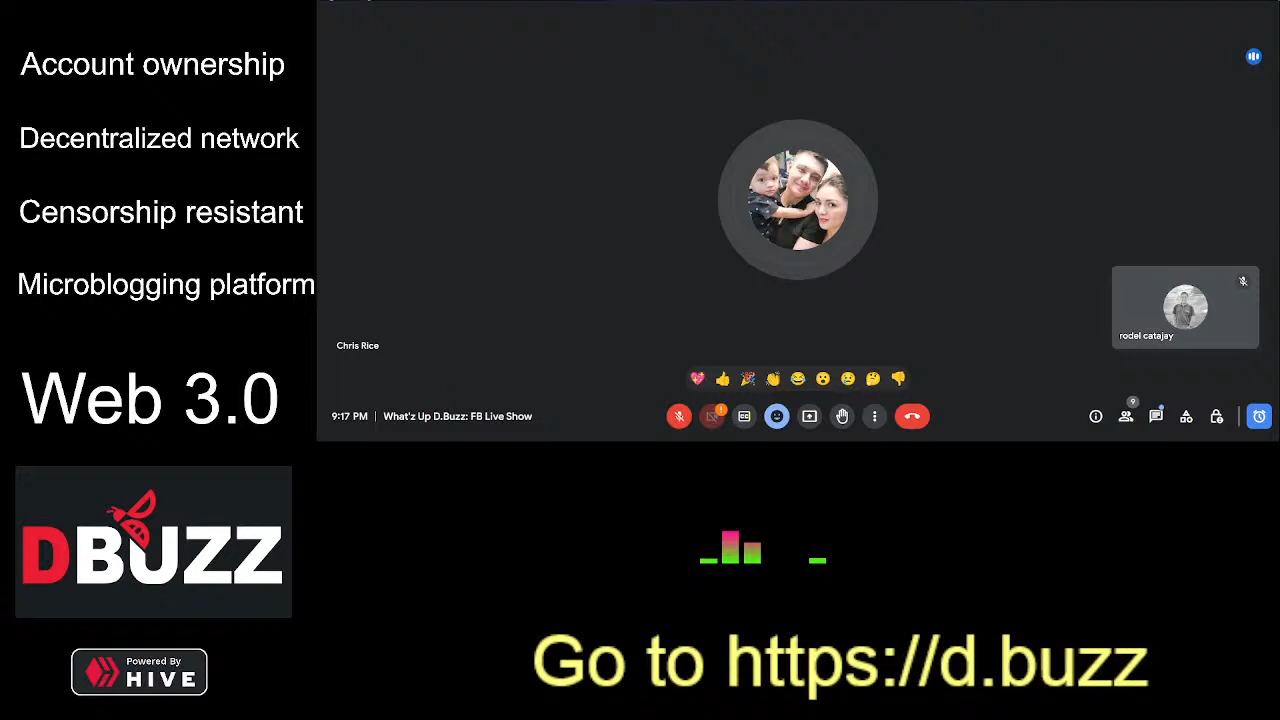 Account ownership
Decentralized network
Censorship resistant
Microblogging platform
Web 3.0
DBUZZ
Powered By
HIVE
Chris Rice
rodel catajay
9:17 PM | What'z Up D.Buzz: FB Live Show
9
Go to https://d.buzz